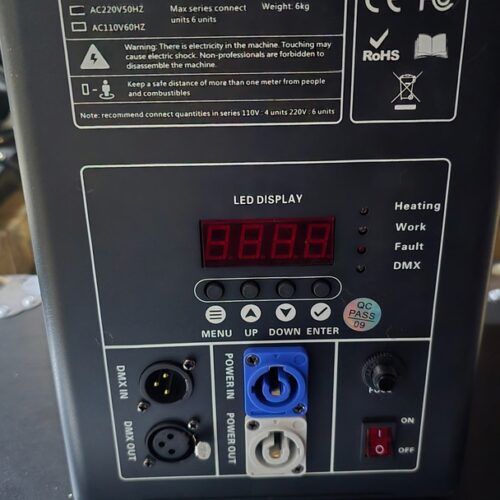 AC220V50HZ
AC110V60HZ
Max series connect
units 6 units
Weight: 6kg
Warning: There is electricity in the machine. Touching may
cause electric shock. Non-professionals are forbidden to
disassemble the machine.
Keep a safe distance of more than one meter from people
and combustibles
Note: recommend connect quantities in series 110V : 4 units 220V : 6 units
CE FC
RoHS
LED DISPLAY
Heating
Work
Fault
DMX
MENU UP DOWN ENTER
QC
PASS
09
DMX IN
DMX OUT
POWER IN
POWER OUT
ON
OFF